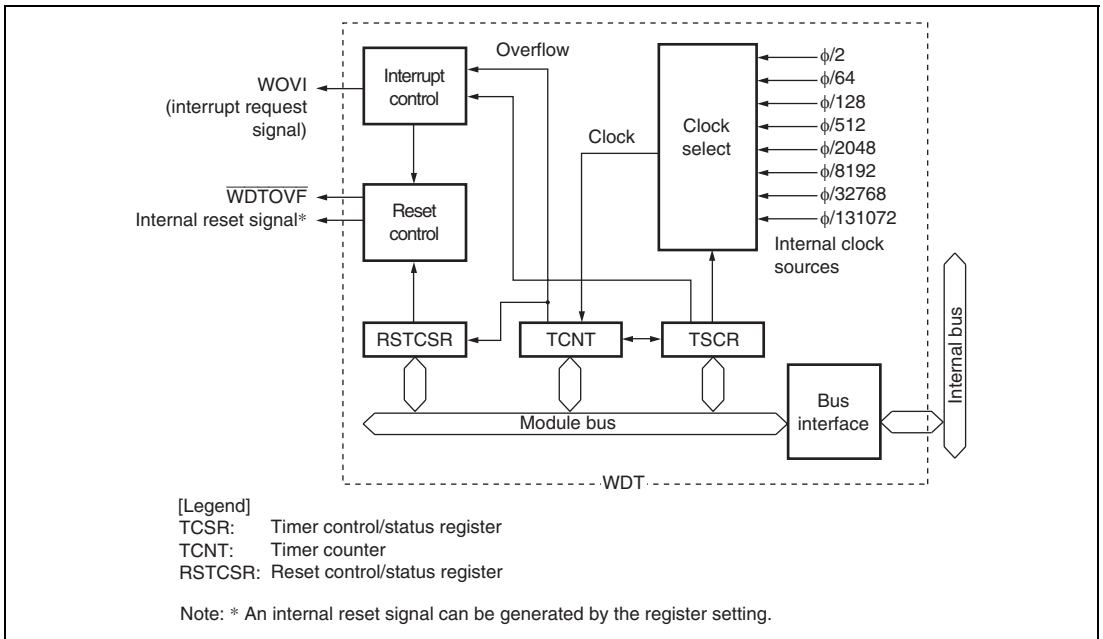 Overflow
Interrupt
control
WOVI
(interrupt request
signal)
Clock
Clock
select
ϕ/2
ϕ/64
ϕ/128
ϕ/512
ϕ/2048
ϕ/8192
ϕ/32768
ϕ/131072
Internal clock
sources
WDTOVF
Internal reset signal*
Reset
control
RSTCSR
TCNT
TSCR
Module bus
Bus
interface
Internal bus
WDT
[Legend]
TCSR: Timer control/status register
TCNT: Timer counter
RSTCSR: Reset control/status register
Note: * An internal reset signal can be generated by the register setting.